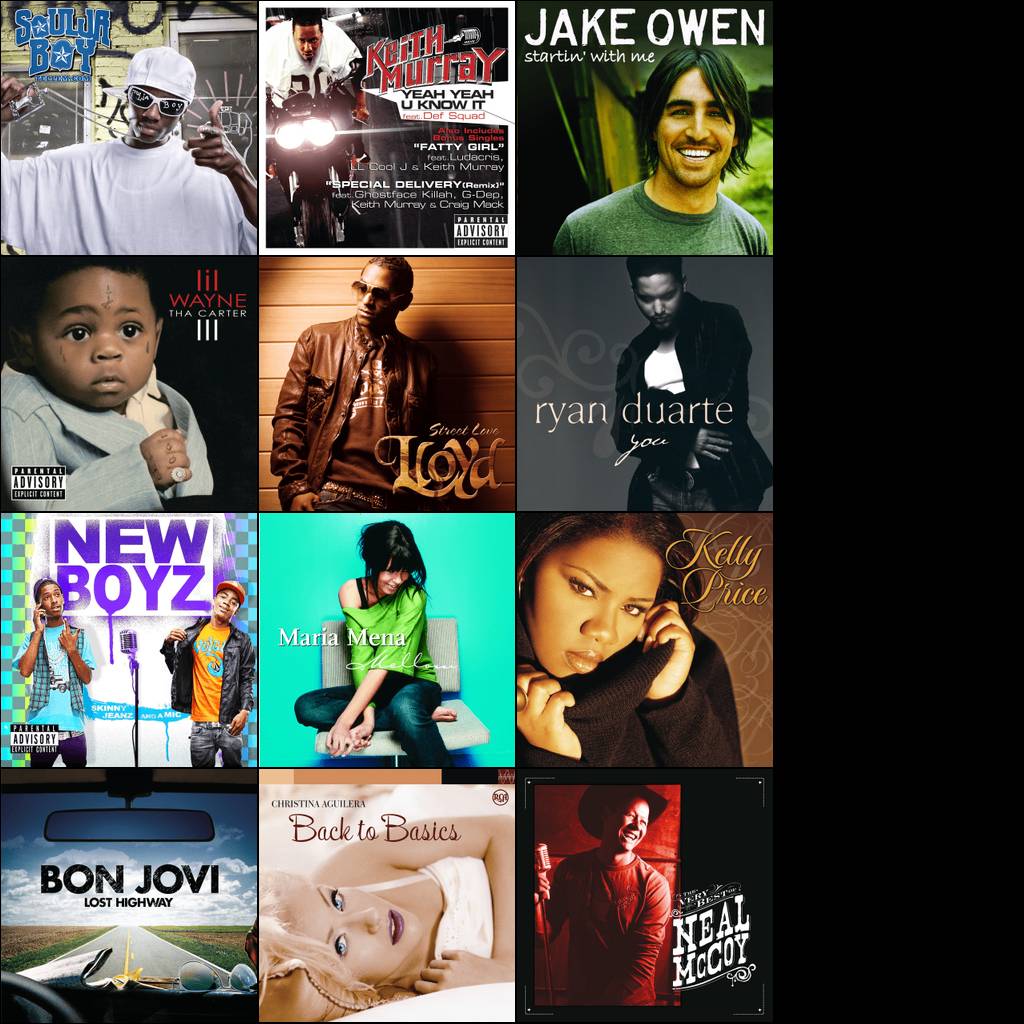 SOULJA
BOY
TELLEM.COM
Soulja Boy
KEITH
MURRAY
YEAH YEAH
U KNOW IT
feat. Def Squad
Also Includes
Bonus Singles
"FATTY GIRL"
feat. Ludacris,
LL Cool J & Keith Murray
"SPECIAL DELIVERY (Remix)"
feat. Ghostface Killah, G-Dep,
Keith Murray & Craig Mack
PARENTAL
ADVISORY
EXPLICIT CONTENT
JAKE OWEN
startin' with me
lil
WAYNE
THA CARTER
III
PARENTAL
ADVISORY
EXPLICIT CONTENT
Street Love
LLOYD
ryan duarte
you
NEW
BOYZ
SKINNY
JEANZ AND A MIC
PARENTAL
ADVISORY
EXPLICIT CONTENT
Maria Mena
Mellow
Kelly
Price
BON JOVI
LOST HIGHWAY
CHRISTINA AGUILERA
Back to Basics
RCA
THE
VERY
BEST OF
NEAL
McCOY